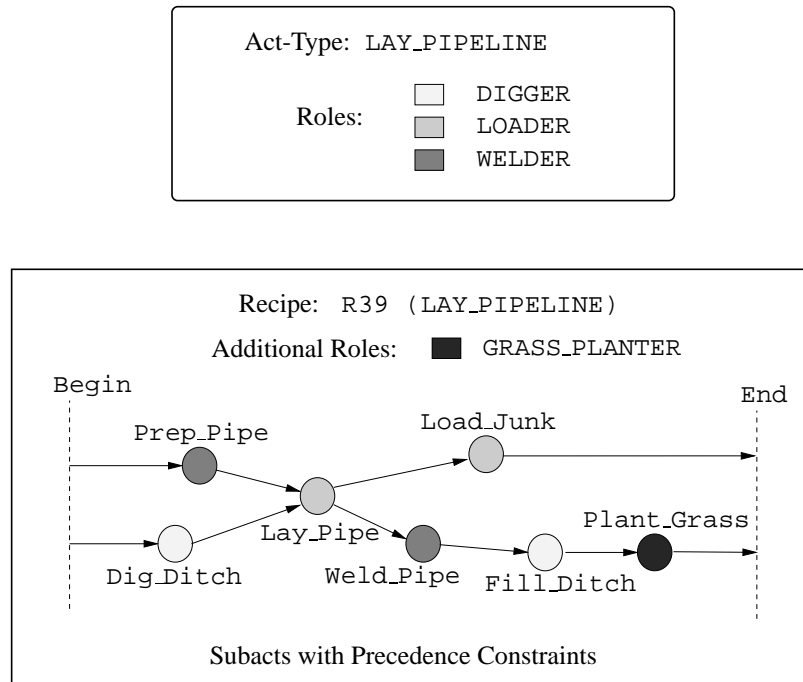 Act-Type: LAY_PIPELINE
Roles:
DIGGER
LOADER
WELDER
Recipe: R39 (LAY_PIPELINE)
Additional Roles: GRASS_PLANTER
Begin
End
Prep_Pipe
Load_Junk
Lay_Pipe
Plant_Grass
Dig_Ditch
Weld_Pipe
Fill_Ditch
Subacts with Precedence Constraints